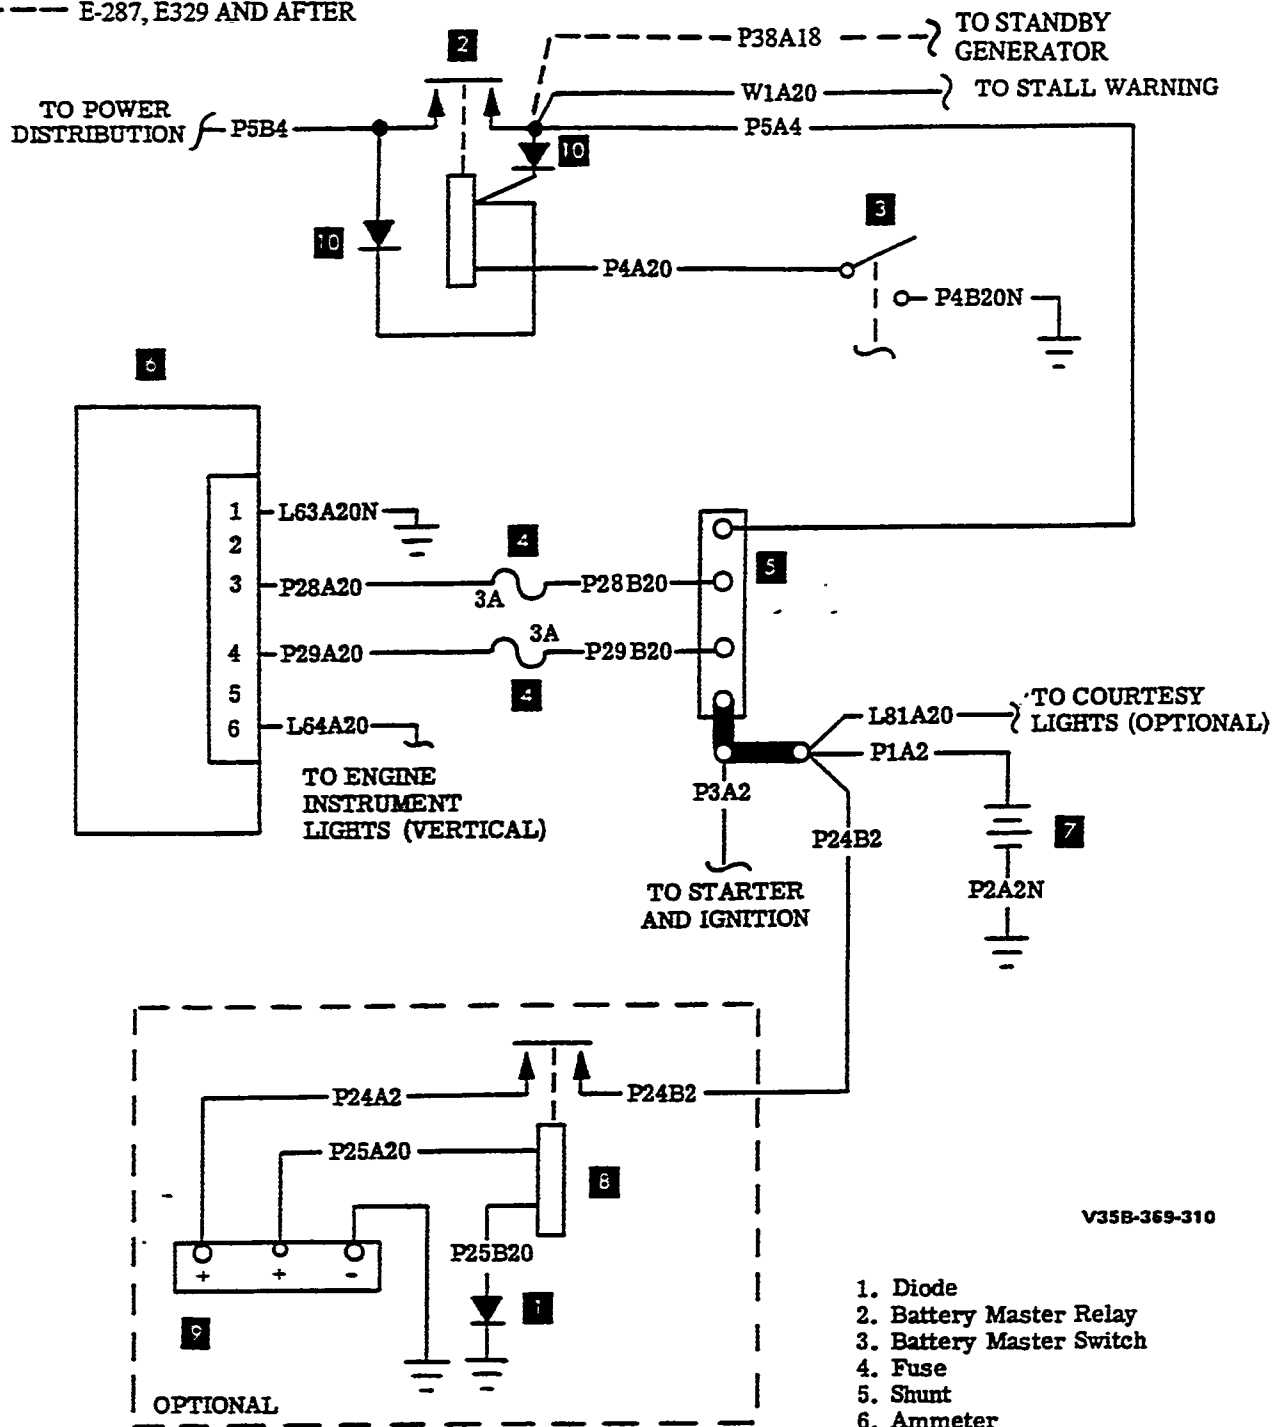 E-287, E329 AND AFTER
2
P38A18
TO STANDBY
GENERATOR
W1A20
TO STALL WARNING
TO POWER
DISTRIBUTION
P5B4
P5A4
10
10
3
P4A20
P4B20N
6
1
L63A20N
2
4
5
3
P28A20
3A
P28B20
3A
4
P29A20
P29B20
4
5
6
L64A20
TO COURTESY
LIGHTS (OPTIONAL)
L81A20
P1A2
TO ENGINE
INSTRUMENT
LIGHTS (VERTICAL)
P3A2
P24B2
7
TO STARTER
AND IGNITION
P2A2N
P24A2
P24B2
P25A20
8
V35B-369-310
P25B20
+
+
-
1
9
OPTIONAL
1. Diode
2. Battery Master Relay
3. Battery Master Switch
4. Fuse
5. Shunt
6. Ammeter